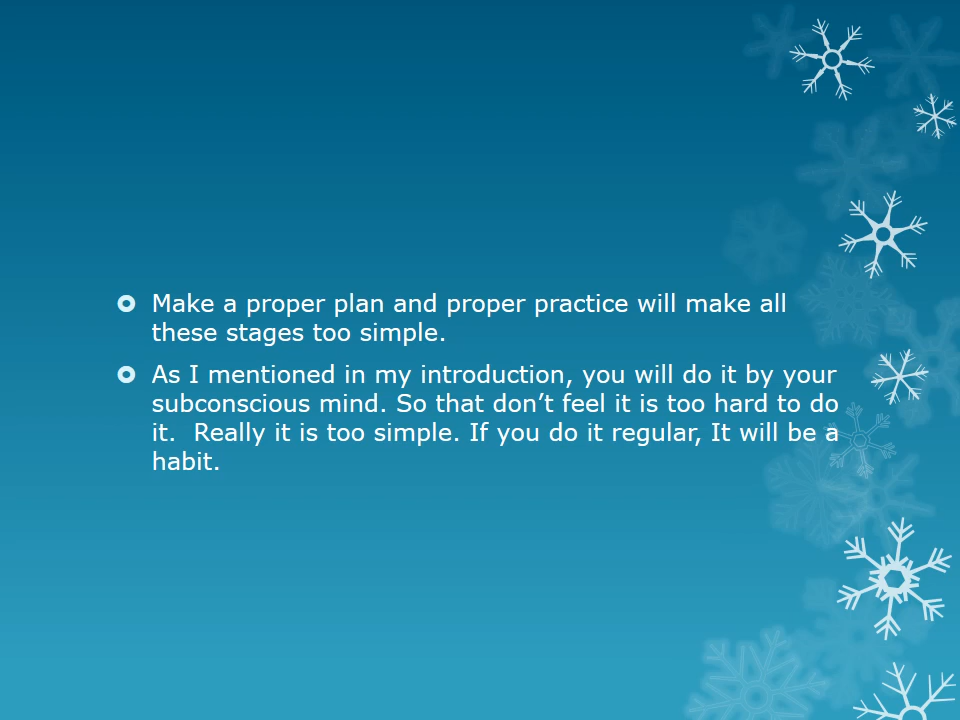 Make a proper plan and proper practice will make all
these stages too simple.
As I mentioned in my introduction, you will do it by your
subconscious mind. So that don’t feel it is too hard to do
it.  Really it is too simple. If you do it regular, It will be a
habit.